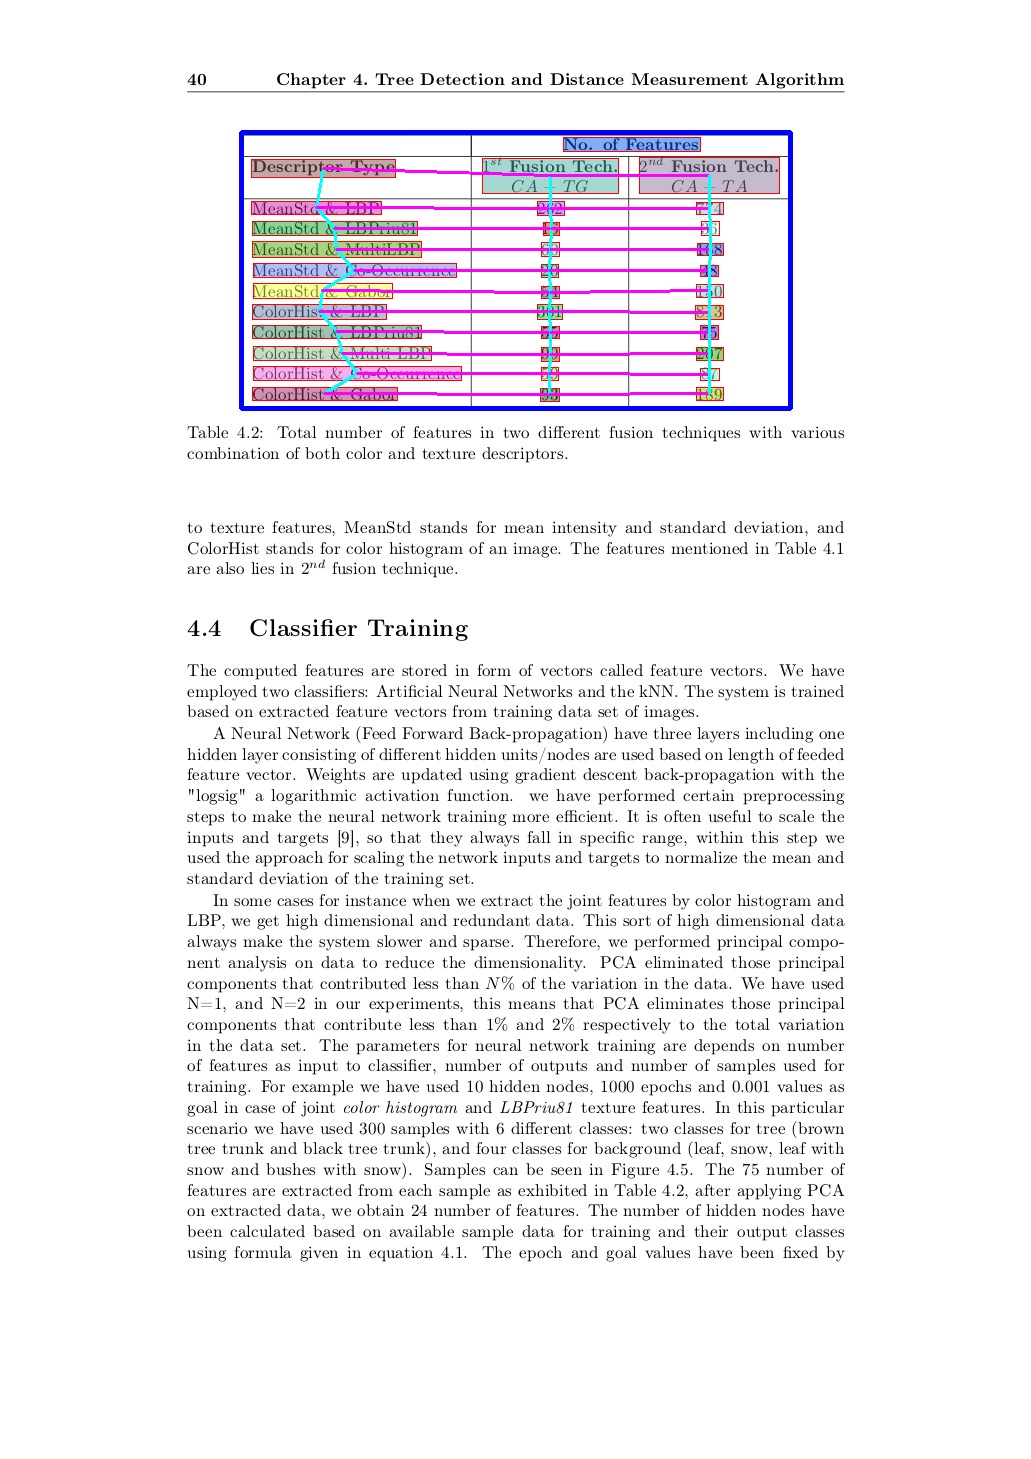 40 Chapter 4. Tree Detection and Distance Measurement Algorithm
No. of Features
Descriptor Type 1st Fusion Tech. 2nd Fusion Tech.
CA + TG CA + TA
MeanStd & LBP 262
MeanStd & LBPriu81
MeanStd & MultiLBP 168
MeanStd & Co-Occurrence
MeanStd & Gabor 150
ColorHist & LBP 301 813
ColorHist & LBPriu81 75
ColorHist & Multi LBP 207
ColorHist & Co-Occurrence
ColorHist & Gabor 93 189
Table 4.2: Total number of features in two different fusion techniques with various
combination of both color and texture descriptors.
to texture features, MeanStd stands for mean intensity and standard deviation, and
ColorHist stands for color histogram of an image. The features mentioned in Table 4.1
are also lies in 2nd fusion technique.
4.4 Classifier Training
The computed features are stored in form of vectors called feature vectors. We have
employed two classifiers: Artificial Neural Networks and the kNN. The system is trained
based on extracted feature vectors from training data set of images.
A Neural Network (Feed Forward Back-propagation) have three layers including one
hidden layer consisting of different hidden units/nodes are used based on length of feeded
feature vector. Weights are updated using gradient descent back-propagation with the
"logsig" a logarithmic activation function. we have performed certain preprocessing
steps to make the neural network training more efficient. It is often useful to scale the
inputs and targets [9], so that they always fall in specific range, within this step we
used the approach for scaling the network inputs and targets to normalize the mean and
standard deviation of the training set.
In some cases for instance when we extract the joint features by color histogram and
LBP, we get high dimensional and redundant data. This sort of high dimensional data
always make the system slower and sparse. Therefore, we performed principal compo-
nent analysis on data to reduce the dimensionality. PCA eliminated those principal
components that contributed less than N% of the variation in the data. We have used
N=1, and N=2 in our experiments, this means that PCA eliminates those principal
components that contribute less than 1% and 2% respectively to the total variation
in the data set. The parameters for neural network training are depends on number
of features as input to classifier, number of outputs and number of samples used for
training. For example we have used 10 hidden nodes, 1000 epochs and 0.001 values as
goal in case of joint color histogram and LBPriu81 texture features. In this particular
scenario we have used 300 samples with 6 different classes: two classes for tree (brown
tree trunk and black tree trunk), and four classes for background (leaf, snow, leaf with
snow and bushes with snow). Samples can be seen in Figure 4.5. The 75 number of
features are extracted from each sample as exhibited in Table 4.2, after applying PCA
on extracted data, we obtain 24 number of features. The number of hidden nodes have
been calculated based on available sample data for training and their output classes
using formula given in equation 4.1. The epoch and goal values have been fixed by